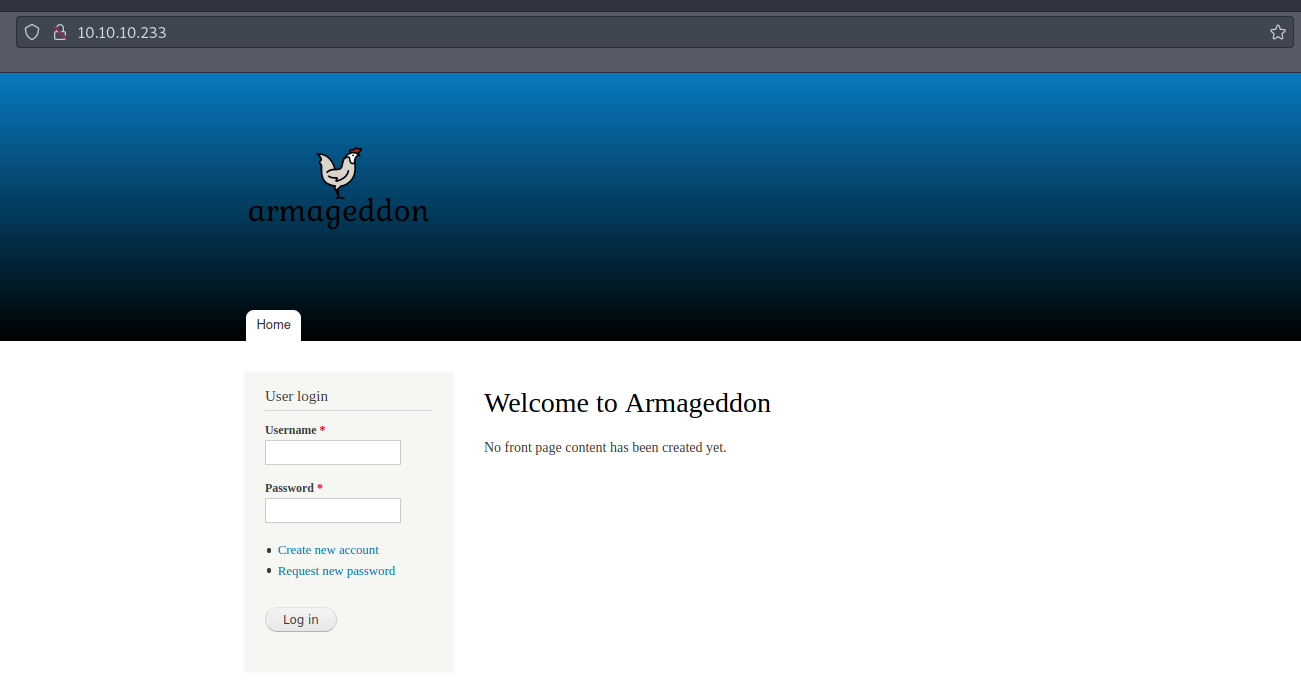 10.10.10.233
armageddon
Home
User login
Username *
Password *
Create new account
Request new password
Log in
Welcome to Armageddon
No front page content has been created yet.